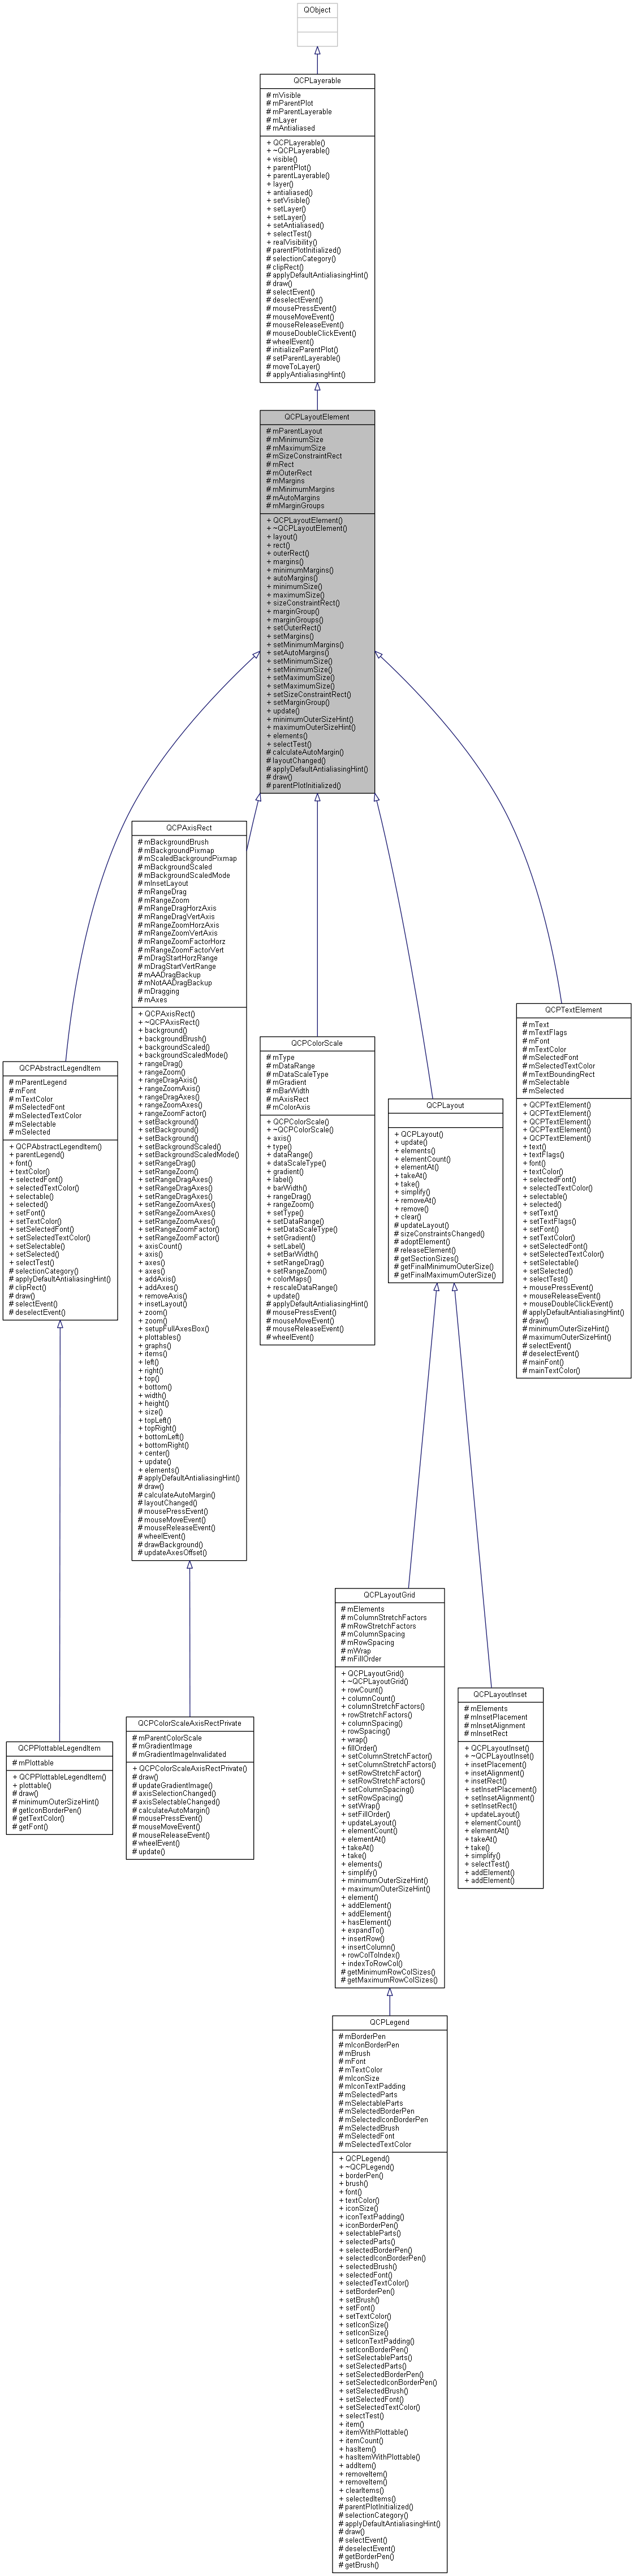 QObject
QCPLayerable
# mVisible
# mParentPlot
# mParentLayerable
# mLayer
# mAntialiased
+ QCPLayerable()
+ ~QCPLayerable()
+ visible()
+ parentPlot()
+ parentLayerable()
+ layer()
+ antialiased()
+ setVisible()
+ setLayer()
+ setLayer()
+ setAntialiased()
+ selectTest()
+ realVisibility()
# parentPlotInitialized()
# selectionCategory()
# clipRect()
# applyDefaultAntialiasingHint()
# draw()
# selectEvent()
# deselectEvent()
# mousePressEvent()
# mouseMoveEvent()
# mouseReleaseEvent()
# mouseDoubleClickEvent()
# wheelEvent()
# initializeParentPlot()
# setParentLayerable()
# moveToLayer()
# applyAntialiasingHint()
QCPLayoutElement
# mParentLayout
# mMinimumSize
# mMaximumSize
# mSizeConstraintRect
# mRect
# mOuterRect
# mMargins
# mMinimumMargins
# mAutoMargins
# mMarginGroups
+ QCPLayoutElement()
+ ~QCPLayoutElement()
+ layout()
+ rect()
+ outerRect()
+ margins()
+ minimumMargins()
+ autoMargins()
+ minimumSize()
+ maximumSize()
+ sizeConstraintRect()
+ marginGroup()
+ marginGroups()
+ setOuterRect()
+ setMargins()
+ setMinimumMargins()
+ setAutoMargins()
+ setMinimumSize()
+ setMinimumSize()
+ setMaximumSize()
+ setMaximumSize()
+ setSizeConstraintRect()
+ setMarginGroup()
+ update()
+ minimumOuterSizeHint()
+ maximumOuterSizeHint()
+ elements()
+ selectTest()
# calculateAutoMargin()
# layoutChanged()
# applyDefaultAntialiasingHint()
# draw()
# parentPlotInitialized()
QCPAbstractLegendItem
# mParentLegend
# mFont
# mTextColor
# mSelectedFont
# mSelectedTextColor
# mSelectable
# mSelected
+ QCPAbstractLegendItem()
+ parentLegend()
+ font()
+ textColor()
+ selectedFont()
+ selectedTextColor()
+ selectable()
+ selected()
+ setFont()
+ setTextColor()
+ setSelectedFont()
+ setSelectedTextColor()
+ setSelectable()
+ setSelected()
+ selectTest()
# selectionCategory()
# applyDefaultAntialiasingHint()
# clipRect()
# draw()
# selectEvent()
# deselectEvent()
QCPAxisRect
# mBackgroundBrush
# mBackgroundPixmap
# mScaledBackgroundPixmap
# mBackgroundScaled
# mBackgroundScaledMode
# mInsetLayout
# mRangeDrag
# mRangeZoom
# mRangeDragHorzAxis
# mRangeDragVertAxis
# mRangeZoomHorzAxis
# mRangeZoomVertAxis
# mRangeZoomFactorHorz
# mRangeZoomFactorVert
# mDragStartHorzRange
# mDragStartVertRange
# mAADragBackup
# mNotAADragBackup
# mDragging
# mAxes
+ QCPAxisRect()
+ ~QCPAxisRect()
+ background()
+ backgroundBrush()
+ backgroundScaled()
+ backgroundScaledMode()
+ rangeDrag()
+ rangeZoom()
+ rangeDragAxis()
+ rangeZoomAxis()
+ rangeDragAxes()
+ rangeZoomAxes()
+ rangeZoomFactor()
+ setBackground()
+ setBackground()
+ setBackground()
+ setBackgroundScaled()
+ setBackgroundScaledMode()
+ setRangeDrag()
+ setRangeZoom()
+ setRangeDragAxes()
+ setRangeDragAxes()
+ setRangeDragAxes()
+ setRangeZoomAxes()
+ setRangeZoomAxes()
+ setRangeZoomAxes()
+ setRangeZoomFactor()
+ setRangeZoomFactor()
+ axisCount()
+ axis()
+ axes()
+ axes()
+ addAxis()
+ addAxes()
+ removeAxis()
+ insetLayout()
+ zoom()
+ zoom()
+ setupFullAxesBox()
+ plottables()
+ graphs()
+ items()
+ left()
+ right()
+ top()
+ bottom()
+ width()
+ height()
+ size()
+ topLeft()
+ topRight()
+ bottomLeft()
+ bottomRight()
+ center()
+ update()
+ elements()
# applyDefaultAntialiasingHint()
# draw()
# calculateAutoMargin()
# layoutChanged()
# mousePressEvent()
# mouseMoveEvent()
# mouseReleaseEvent()
# wheelEvent()
# drawBackground()
# updateAxesOffset()
QCPColorScale
# mType
# mDataRange
# mDataScaleType
# mGradient
# mBarWidth
# mAxisRect
# mColorAxis
+ QCPColorScale()
+ ~QCPColorScale()
+ axis()
+ type()
+ dataRange()
+ dataScaleType()
+ gradient()
+ label()
+ barWidth()
+ rangeDrag()
+ rangeZoom()
+ setType()
+ setDataRange()
+ setDataScaleType()
+ setGradient()
+ setLabel()
+ setBarWidth()
+ setRangeDrag()
+ setRangeZoom()
+ colorMaps()
+ rescaleDataRange()
+ update()
# applyDefaultAntialiasingHint()
# mousePressEvent()
# mouseMoveEvent()
# mouseReleaseEvent()
# wheelEvent()
QCPLayout
+ QCPLayout()
+ update()
+ elements()
+ elementCount()
+ elementAt()
+ takeAt()
+ take()
+ simplify()
+ removeAt()
+ remove()
+ clear()
# updateLayout()
# sizeConstraintsChanged()
# adoptElement()
# releaseElement()
# getSectionSizes()
# getFinalMinimumOuterSize()
# getFinalMaximumOuterSize()
QCPTextElement
# mText
# mTextFlags
# mFont
# mTextColor
# mSelectedFont
# mSelectedTextColor
# mTextBoundingRect
# mSelectable
# mSelected
+ QCPTextElement()
+ QCPTextElement()
+ QCPTextElement()
+ QCPTextElement()
+ QCPTextElement()
+ text()
+ textFlags()
+ font()
+ textColor()
+ selectedFont()
+ selectedTextColor()
+ selectable()
+ selected()
+ setText()
+ setTextFlags()
+ setFont()
+ setTextColor()
+ setSelectedFont()
+ setSelectedTextColor()
+ setSelectable()
+ setSelected()
+ selectTest()
+ mousePressEvent()
+ mouseReleaseEvent()
+ mouseDoubleClickEvent()
# applyDefaultAntialiasingHint()
# draw()
# minimumOuterSizeHint()
# maximumOuterSizeHint()
# selectEvent()
# deselectEvent()
# mainFont()
# mainTextColor()
QCPPlottableLegendItem
# mPlottable
+ QCPPlottableLegendItem()
+ plottable()
# draw()
# minimumOuterSizeHint()
# getIconBorderPen()
# getTextColor()
# getFont()
QCPColorScaleAxisRectPrivate
# mParentColorScale
# mGradientImage
# mGradientImageInvalidated
+ QCPColorScaleAxisRectPrivate()
# draw()
# updateGradientImage()
# axisSelectionChanged()
# axisSelectableChanged()
# calculateAutoMargin()
# mousePressEvent()
# mouseMoveEvent()
# mouseReleaseEvent()
# wheelEvent()
# update()
QCPLayoutGrid
# mElements
# mColumnStretchFactors
# mRowStretchFactors
# mColumnSpacing
# mRowSpacing
# mWrap
# mFillOrder
+ QCPLayoutGrid()
+ ~QCPLayoutGrid()
+ rowCount()
+ columnCount()
+ columnStretchFactors()
+ rowStretchFactors()
+ columnSpacing()
+ rowSpacing()
+ wrap()
+ fillOrder()
+ setColumnStretchFactor()
+ setColumnStretchFactors()
+ setRowStretchFactor()
+ setRowStretchFactors()
+ setColumnSpacing()
+ setRowSpacing()
+ setWrap()
+ setFillOrder()
+ updateLayout()
+ elementCount()
+ elementAt()
+ takeAt()
+ take()
+ elements()
+ simplify()
+ minimumOuterSizeHint()
+ maximumOuterSizeHint()
+ element()
+ addElement()
+ addElement()
+ hasElement()
+ expandTo()
+ insertRow()
+ insertColumn()
+ rowColToIndex()
+ indexToRowCol()
# getMinimumRowColSizes()
# getMaximumRowColSizes()
QCPLayoutInset
# mElements
# mInsetPlacement
# mInsetAlignment
# mInsetRect
+ QCPLayoutInset()
+ ~QCPLayoutInset()
+ insetPlacement()
+ insetAlignment()
+ insetRect()
+ setInsetPlacement()
+ setInsetAlignment()
+ setInsetRect()
+ updateLayout()
+ elementCount()
+ elementAt()
+ takeAt()
+ take()
+ simplify()
+ selectTest()
+ addElement()
+ addElement()
QCPLegend
# mBorderPen
# mIconBorderPen
# mBrush
# mFont
# mTextColor
# mIconSize
# mIconTextPadding
# mSelectedParts
# mSelectableParts
# mSelectedBorderPen
# mSelectedIconBorderPen
# mSelectedBrush
# mSelectedFont
# mSelectedTextColor
+ QCPLegend()
+ ~QCPLegend()
+ borderPen()
+ brush()
+ font()
+ textColor()
+ iconSize()
+ iconTextPadding()
+ iconBorderPen()
+ selectableParts()
+ selectedParts()
+ selectedBorderPen()
+ selectedIconBorderPen()
+ selectedBrush()
+ selectedFont()
+ selectedTextColor()
+ setBorderPen()
+ setBrush()
+ setFont()
+ setTextColor()
+ setIconSize()
+ setIconSize()
+ setIconTextPadding()
+ setIconBorderPen()
+ setSelectableParts()
+ setSelectedParts()
+ setSelectedBorderPen()
+ setSelectedIconBorderPen()
+ setSelectedBrush()
+ setSelectedFont()
+ setSelectedTextColor()
+ selectTest()
+ item()
+ itemWithPlottable()
+ itemCount()
+ hasItem()
+ hasItemWithPlottable()
+ addItem()
+ removeItem()
+ removeItem()
+ clearItems()
+ selectedItems()
# parentPlotInitialized()
# selectionCategory()
# applyDefaultAntialiasingHint()
# draw()
# selectEvent()
# deselectEvent()
# getBorderPen()
# getBrush()